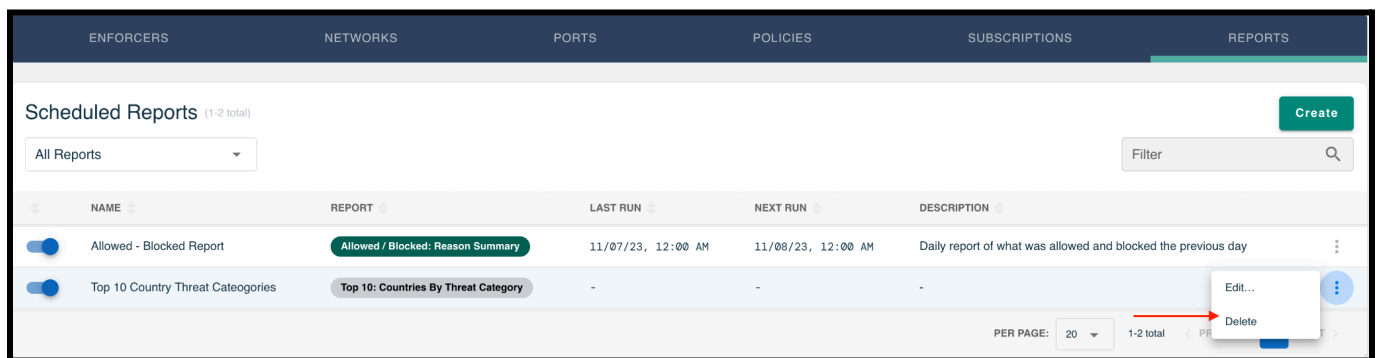 ENFORCERS NETWORKS PORTS POLICIES SUBSCRIPTIONS REPORTS
Scheduled Reports (1-2 total)
Create
All Reports
Filter
NAME REPORT LAST RUN NEXT RUN DESCRIPTION
Allowed - Blocked Report Allowed / Blocked: Reason Summary 11/07/23, 12:00 AM 11/08/23, 12:00 AM Daily report of what was allowed and blocked the previous day
Top 10 Country Threat Cateogories Top 10: Countries By Threat Category - - -
Edit...
Delete
PER PAGE: 20 1-2 total